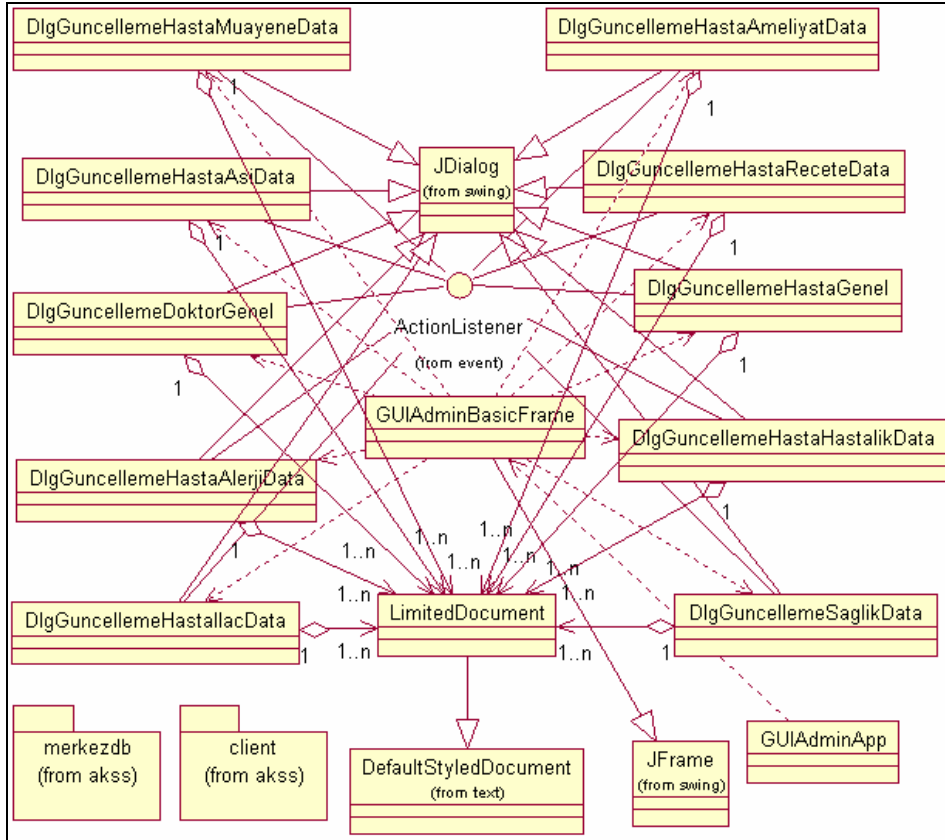 DlgGuncellemeHastaMuayeneData
DlgGuncellemeHastaAmeliyatData
1
1
JDialog
(from swing)
DlgGuncellemeHastaAsiData
DlgGuncellemeHastaReceteData
1
1
DlgGuncellemeDoktorGenel
DlgGuncellemeHastaGenel
ActionListener
(from event)
1
1
GUIAdminBasicFrame
DlgGuncellemeHastaHastalikData
DlgGuncellemeHastaAlerjiData
1
1
1..n
1..n
1..n
1..n
1..n
1..n
1..n
1..n
DlgGuncellemeHastaIlacData
LimitedDocument
DlgGuncellemeSaglikData
1
1..n
1..n
1
merkezdb
(from akss)
client
(from akss)
DefaultStyledDocument
(from text)
JFrame
(from swing)
GUIAdminApp